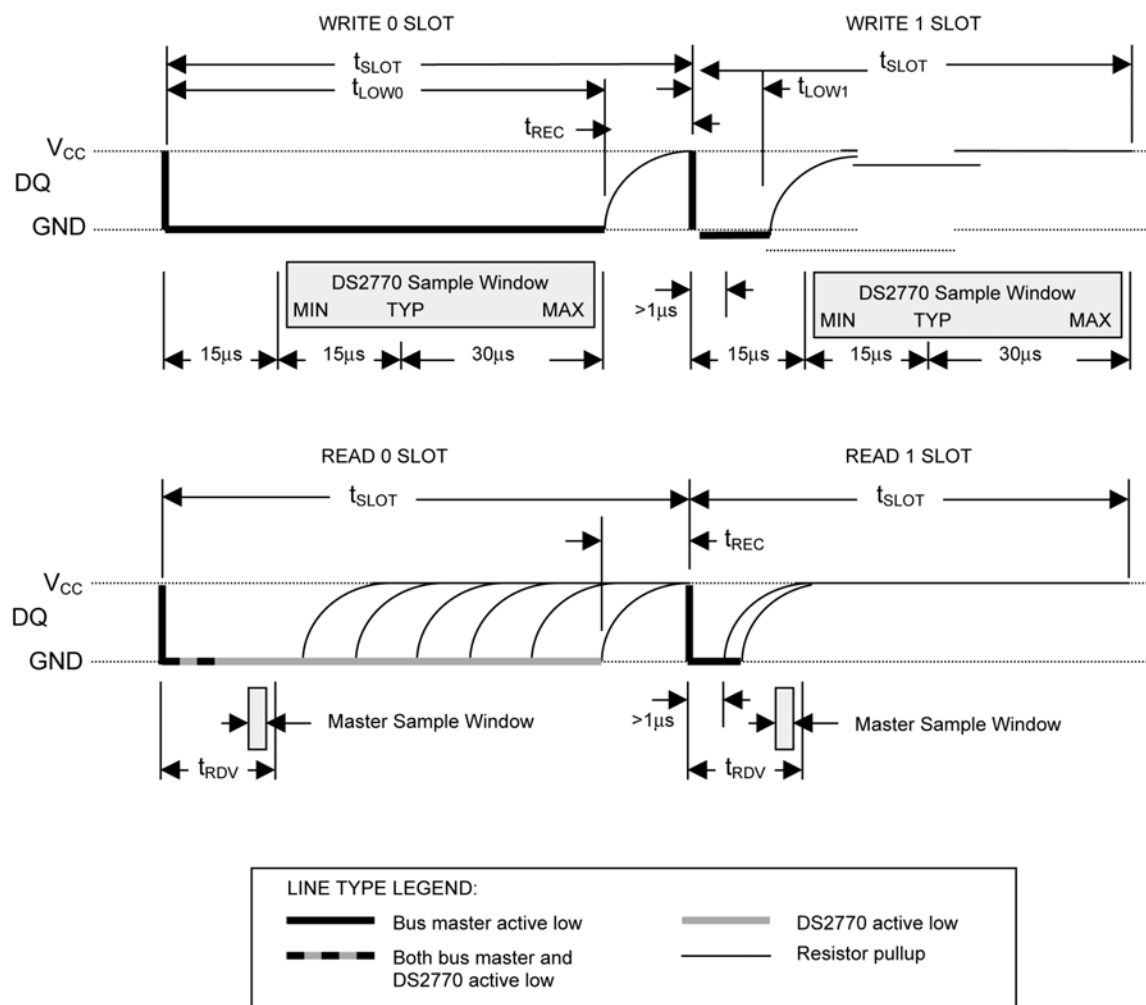 WRITE 0 SLOT
WRITE 1 SLOT
tSLOT
tSLOT
tLOW0
tLOW1
tREC
VCC
DQ
GND
DS2770 Sample Window
MIN TYP MAX
>1μs
DS2770 Sample Window
MIN TYP MAX
15μs
15μs
30μs
15μs
15μs
30μs
READ 0 SLOT
READ 1 SLOT
tSLOT
tSLOT
tREC
VCC
DQ
GND
Master Sample Window
>1μs
Master Sample Window
tRDV
tRDV
LINE TYPE LEGEND:
Bus master active low
DS2770 active low
Both bus master and
DS2770 active low
Resistor pullup